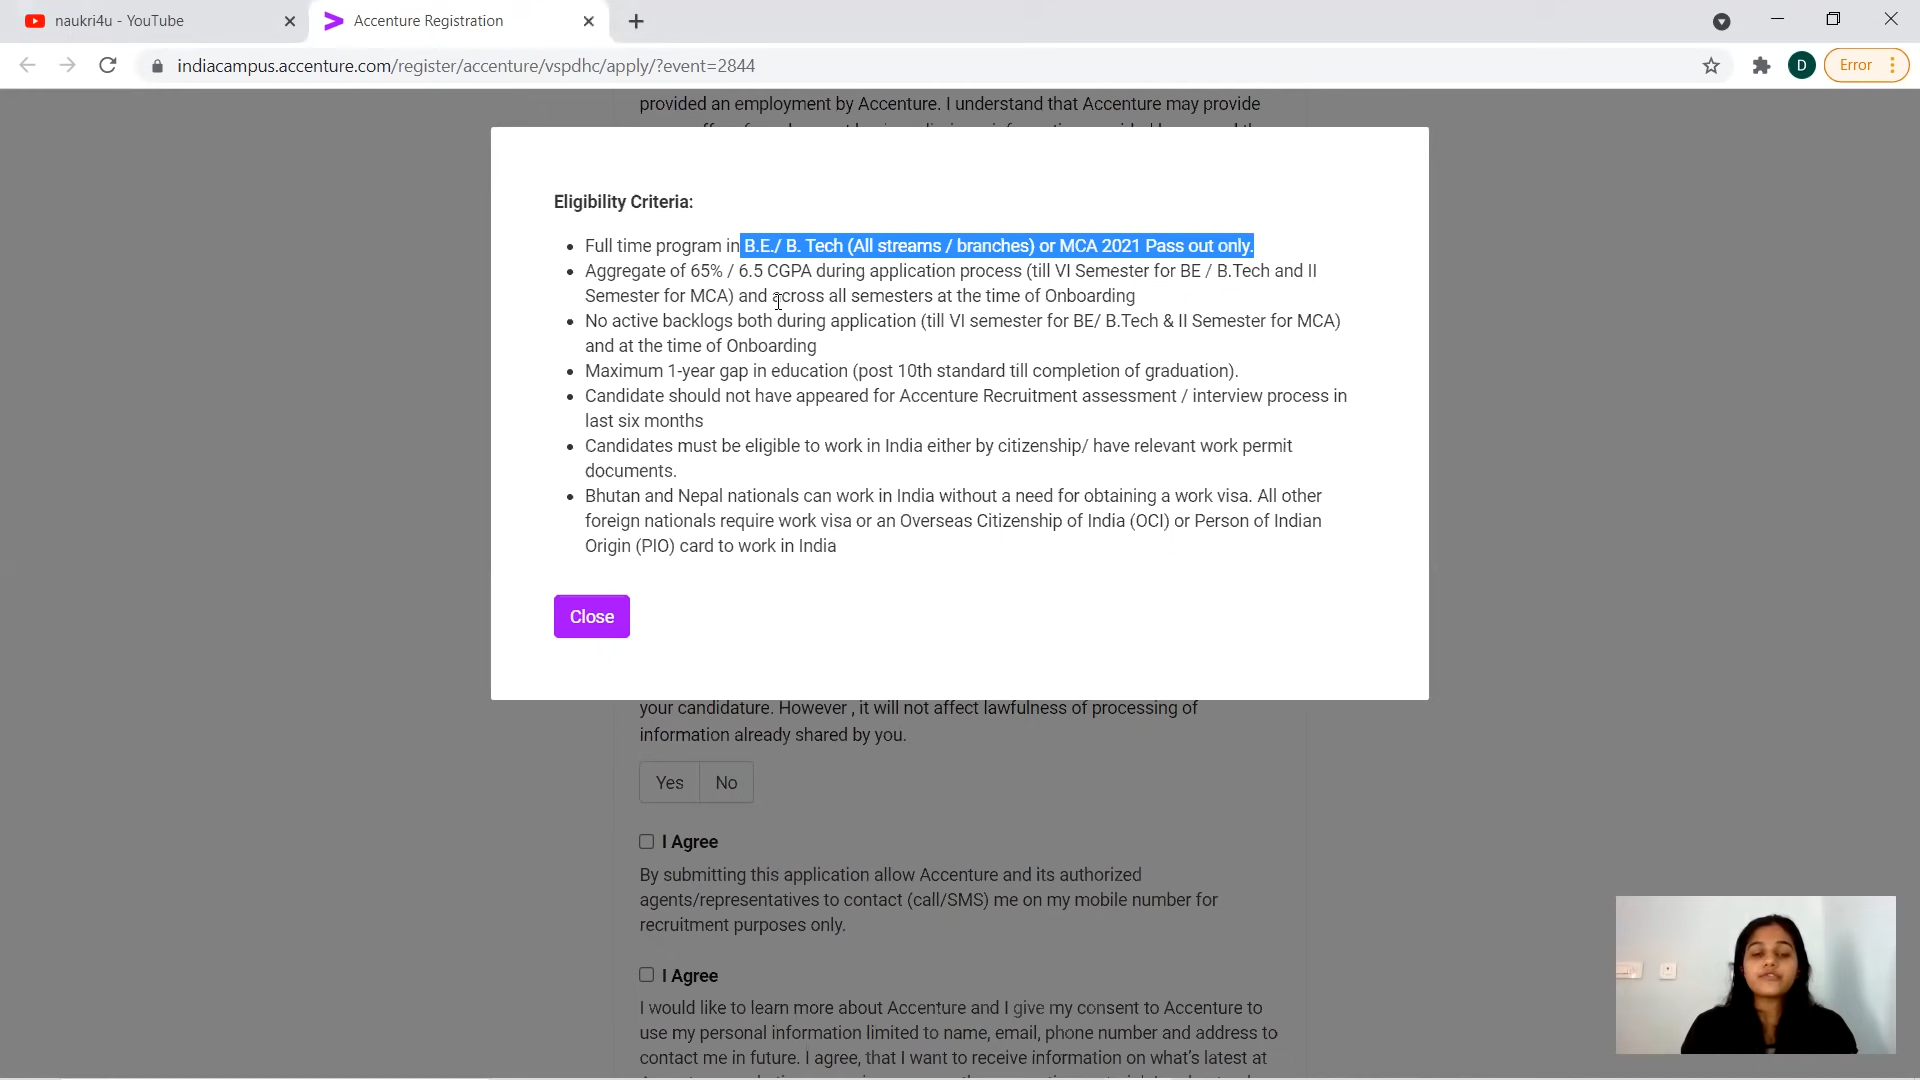 naukri4u - YouTube
Accenture Registration
indiacampus.accenture.com/register/accenture/vspdhc/apply/?event=2844
D
Error
provided an employment by Accenture. I understand that Accenture may provide
Eligibility Criteria:
• Full time program in B.E./ B. Tech (All streams / branches) or MCA 2021 Pass out only.
• Aggregate of 65% / 6.5 CGPA during application process (till VI Semester for BE / B.Tech and II
Semester for MCA) and across all semesters at the time of Onboarding
• No active backlogs both during application (till VI semester for BE/ B.Tech & II Semester for MCA)
and at the time of Onboarding
• Maximum 1-year gap in education (post 10th standard till completion of graduation).
• Candidate should not have appeared for Accenture Recruitment assessment / interview process in
last six months
• Candidates must be eligible to work in India either by citizenship/ have relevant work permit
documents.
• Bhutan and Nepal nationals can work in India without a need for obtaining a work visa. All other
foreign nationals require work visa or an Overseas Citizenship of India (OCI) or Person of Indian
Origin (PIO) card to work in India
Close
your candidature. However , it will not affect lawfulness of processing of
information already shared by you.
Yes No
I Agree
By submitting this application allow Accenture and its authorized
agents/representatives to contact (call/SMS) me on my mobile number for
recruitment purposes only.
I Agree
I would like to learn more about Accenture and I give my consent to Accenture to
use my personal information limited to name, email, phone number and address to
contact me in future. I agree, that I want to receive information on what's latest at